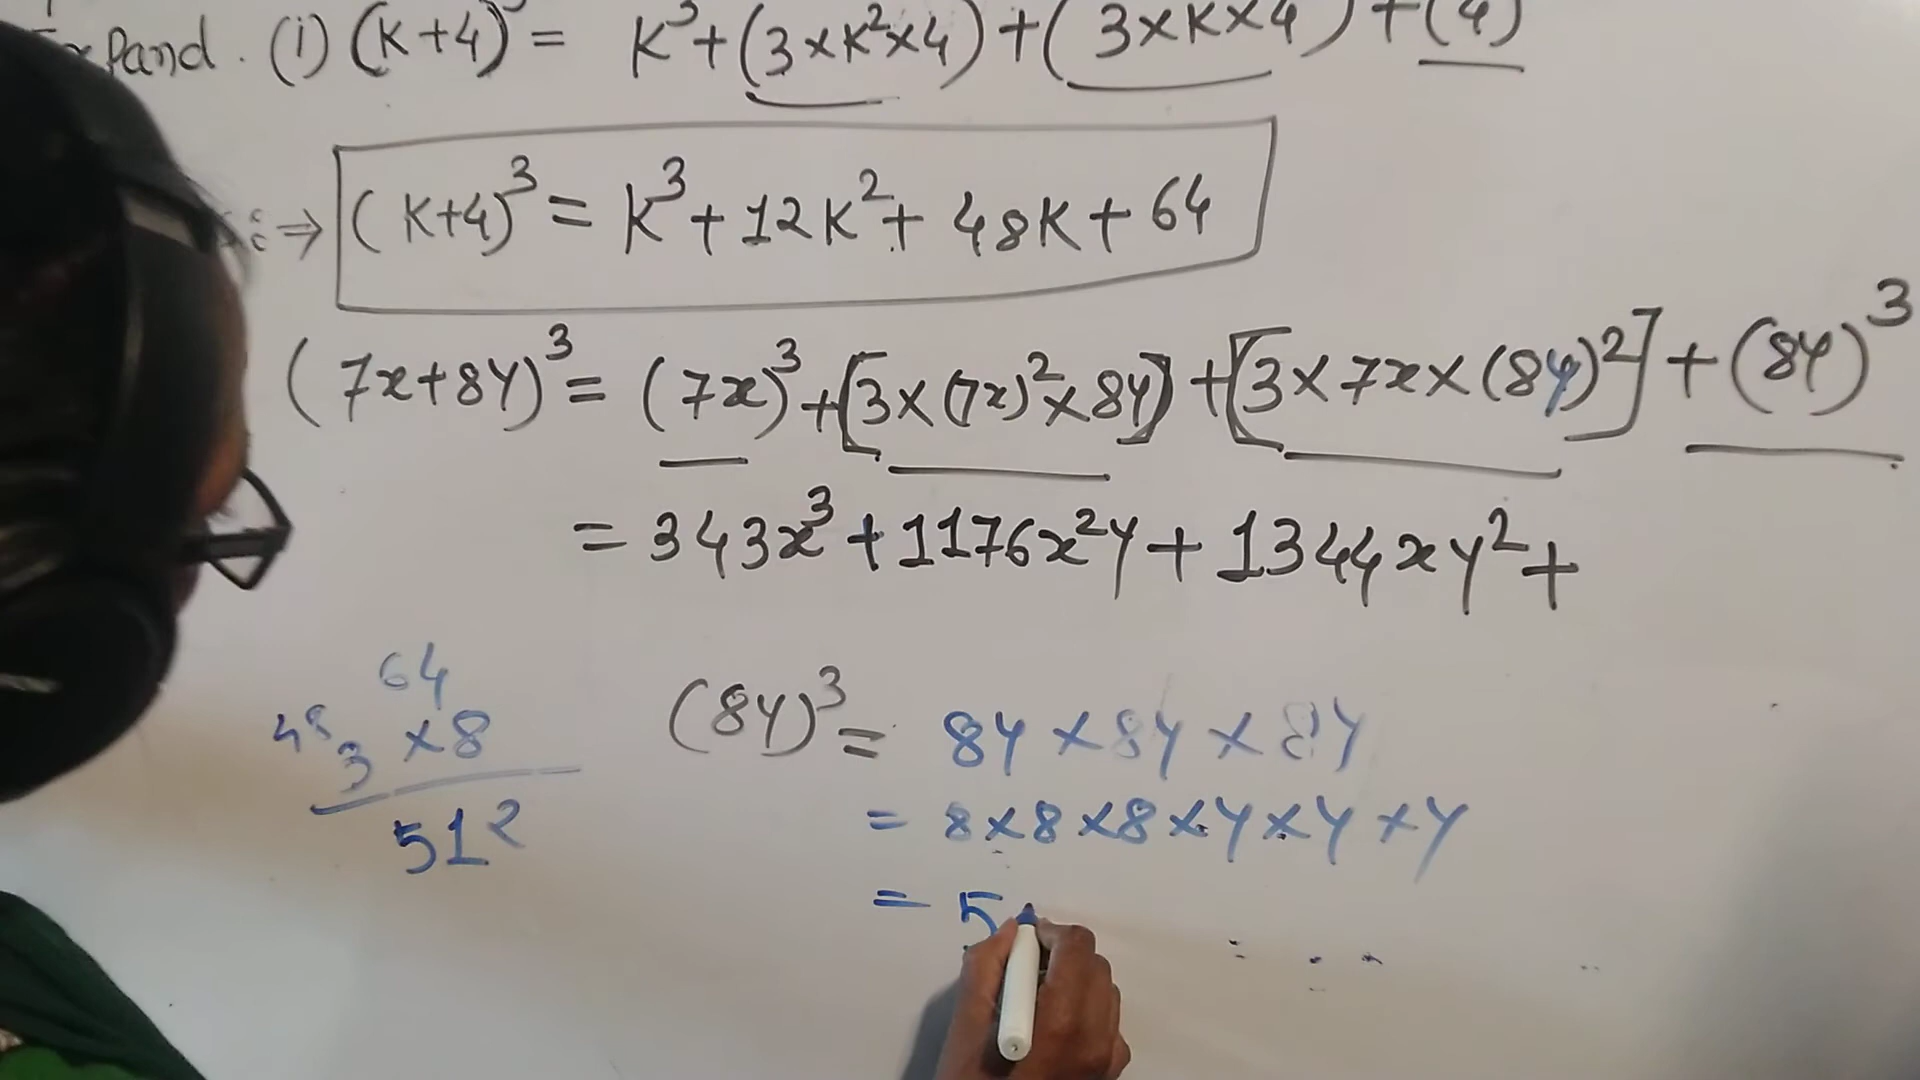 Expand. (i) (K+4)³ = K³+(3×K²×4)+(3×K×4)+(4)
⇒ (K+4)³ = K³+12K²+48K+64
(7x+8y)³ = (7x)³+[3×(7x)²×8y]+[3×7x×(8y)²]+(8y)³
= 343x³+1176x²y+1344xy²+
64
48 3 ×8
512
(8y)³ = 8y×8y×8y
= 8×8×8×y×y×y
= 5